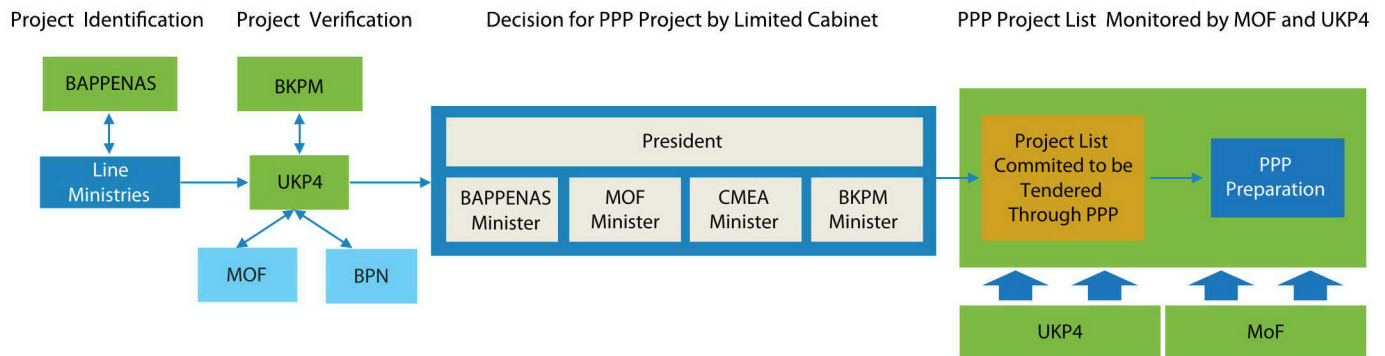 Project Identification
Project Verification
Decision for PPP Project by Limited Cabinet
PPP Project List Monitored by MOF and UKP4
BAPPENAS
BKPM
Line
Ministries
UKP4
MOF
BPN
President
BAPPENAS
Minister
MOF
Minister
CMEA
Minister
BKPM
Minister
Project List
Commited to be
Tendered
Through PPP
PPP
Preparation
UKP4
MoF